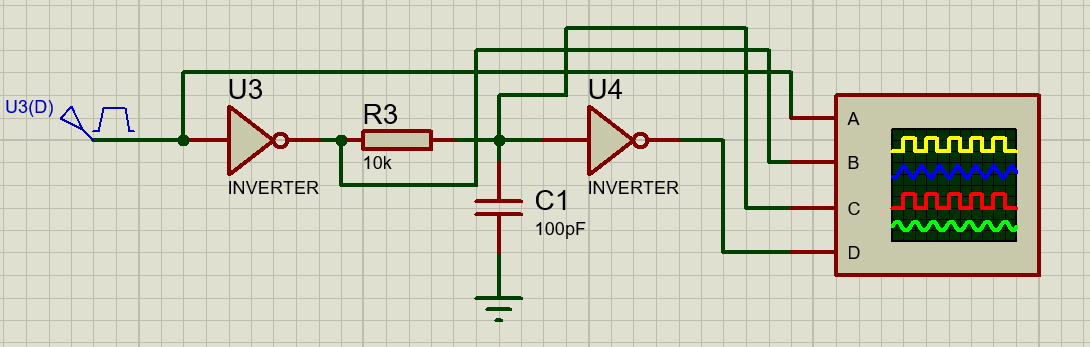 U3(D)
U3
INVERTER
R3
10k
C1
100pF
U4
INVERTER
A
B
C
D